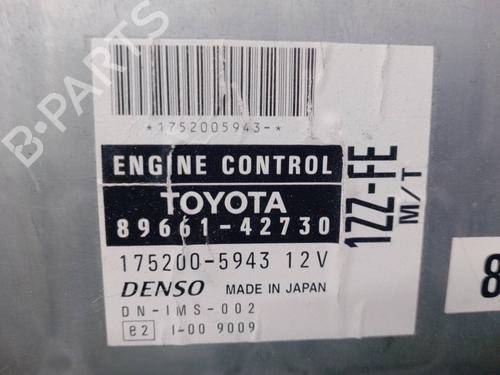 *1752005943-*
ENGINE CONTROL
TOYOTA
89661-42730
175200-5943 12V
DENSO MADE IN JAPAN
DN-IMS-002
e2 I-00 9009
1ZZ-FE
M/T
8
B-PARTS